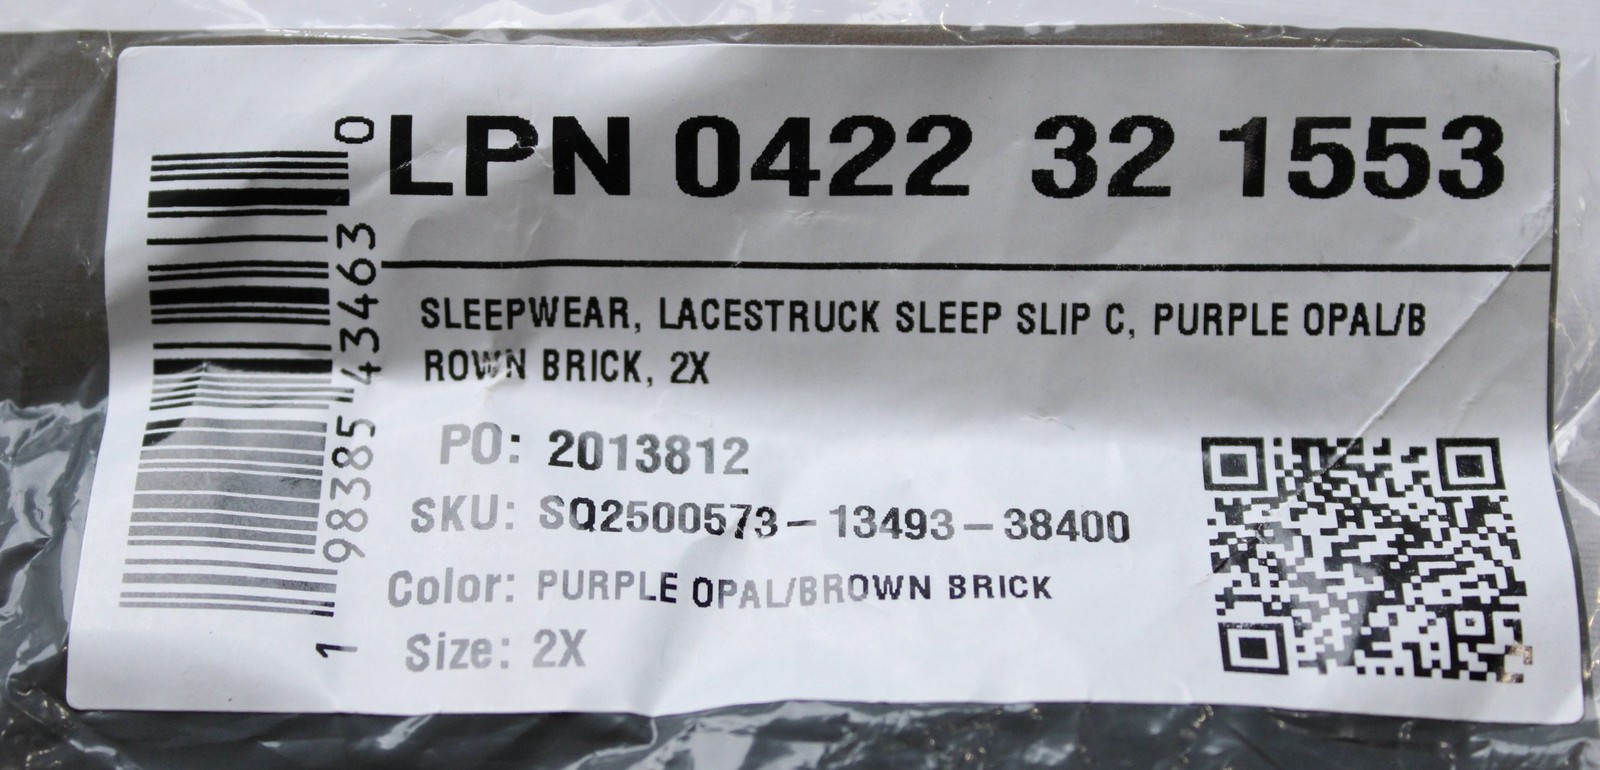 LPN 0422 32 1553
SLEEPWEAR, LACESTRUCK SLEEP SLIP C, PURPLE OPAL/B
ROWN BRICK, 2X
PO: 2013812
SKU: SQ2500573-13493-38400
Color: PURPLE OPAL/BROWN BRICK
Size: 2X
1 98385 43463 0